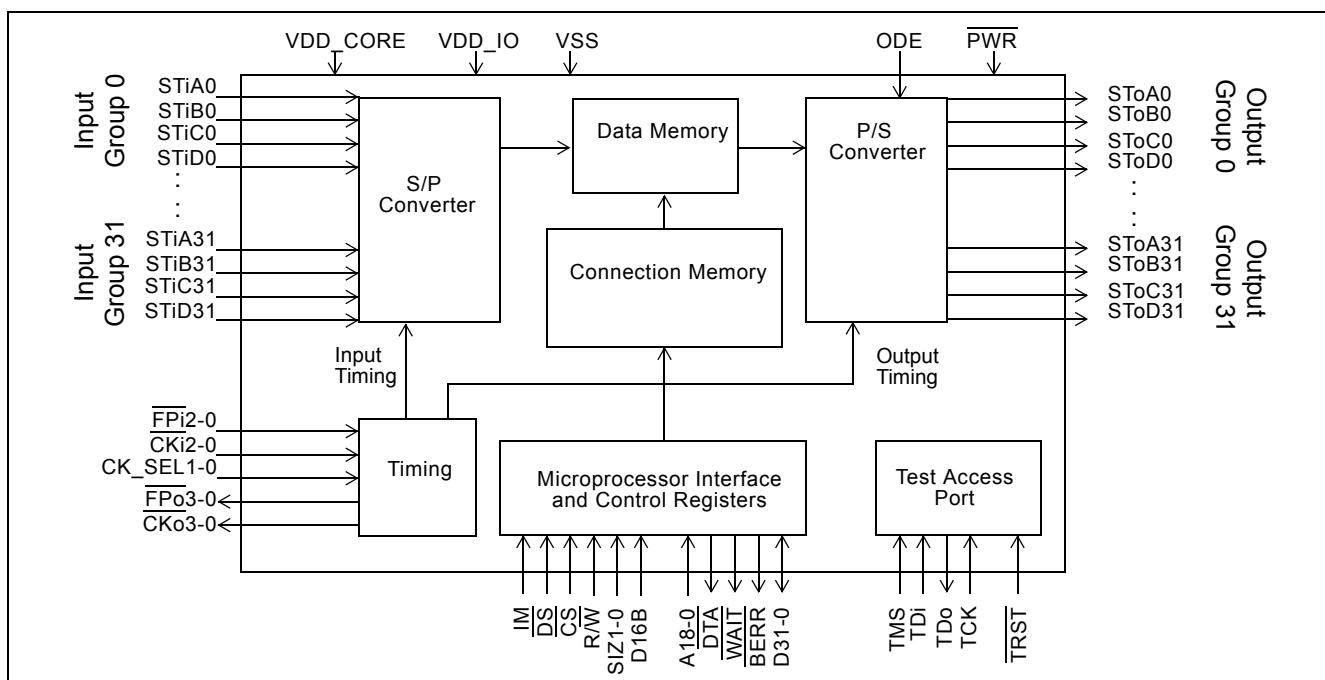 VDD_CORE
VDD_IO
VSS
ODE
PWR
Input
Group 0
STiA0
STiB0
STiC0
STiD0
Input
Group 31
STiA31
STiB31
STiC31
STiD31
S/P
Converter
Data Memory
Connection Memory
P/S
Converter
SToA0
SToB0
SToC0
SToD0
Output
Group 0
SToA31
SToB31
SToC31
SToD31
Output
Group 31
Input
Timing
Output
Timing
FPi2-0
CKi2-0
CK_SEL1-0
FPo3-0
CKo3-0
Timing
Microprocessor Interface
and Control Registers
Test Access
Port
IM
DS
CS
R/W
SIZ1-0
D16B
A18-0
DTA
WAIT
BERR
D31-0
TMS
TDi
TDo
TCK
TRST